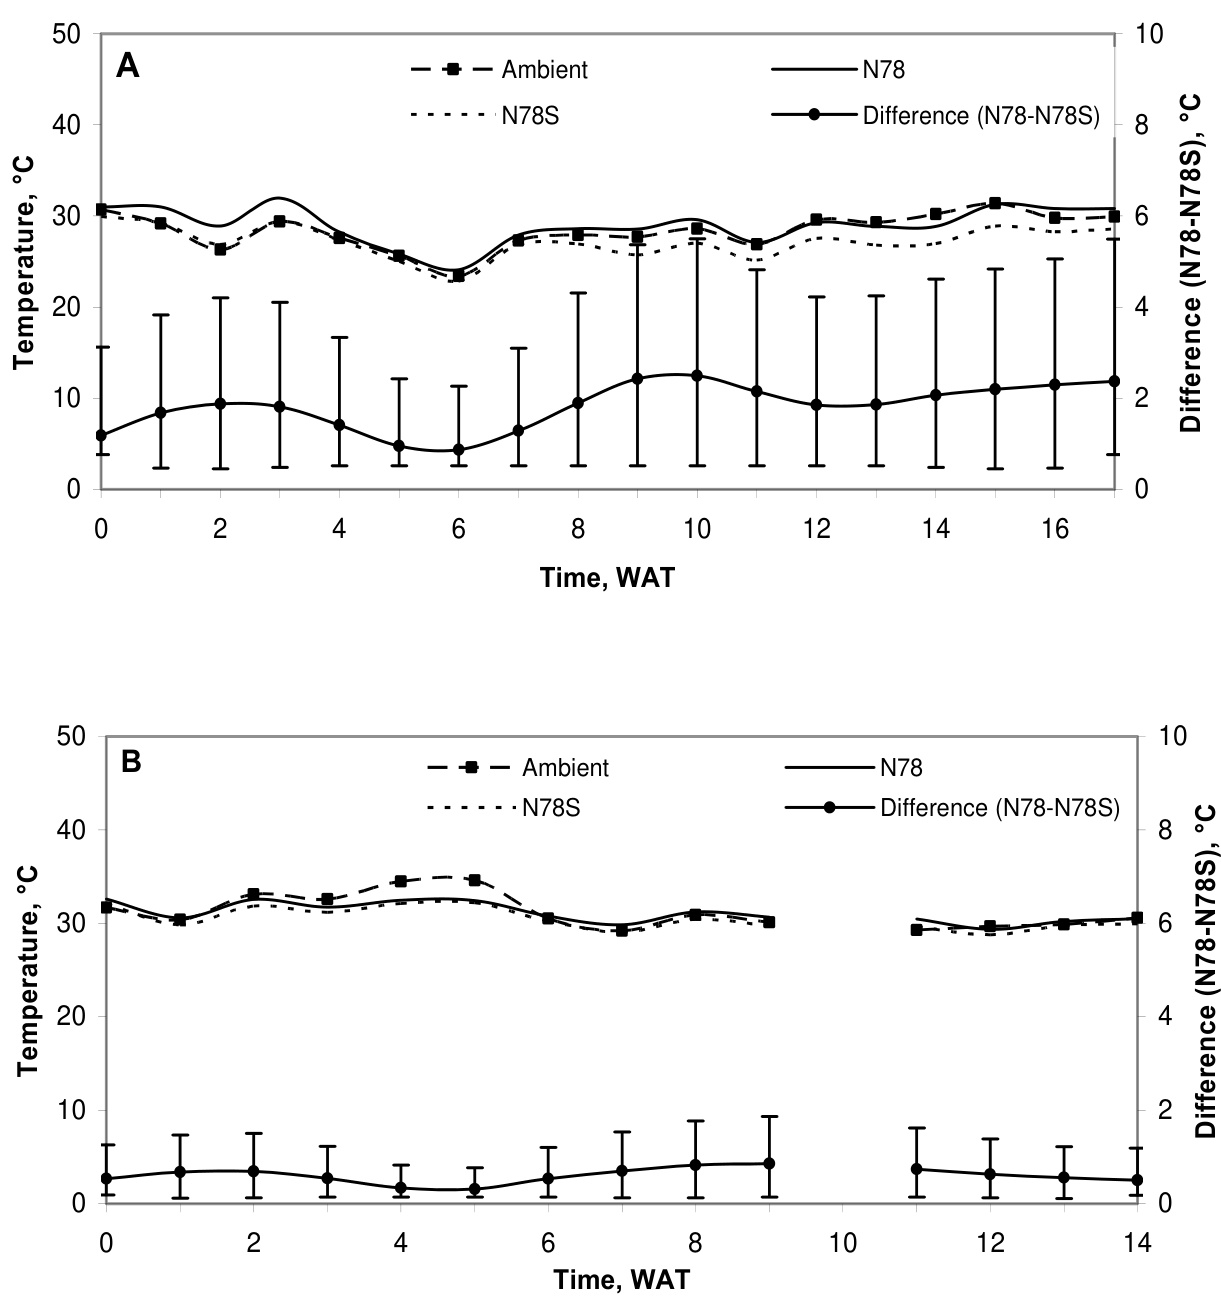 50
40
30
20
10
0
Temperature, °C
A
Ambient
N78
N78S
Difference (N78-N78S)
10
8
6
4
2
0
Difference (N78-N78S), °C
0 2 4 6 8 10 12 14 16
Time, WAT
50
40
30
20
10
0
Temperature, °C
B
Ambient
N78
N78S
Difference (N78-N78S)
10
8
6
4
2
0
Difference (N78-N78S), °C
0 2 4 6 8 10 12 14
Time, WAT